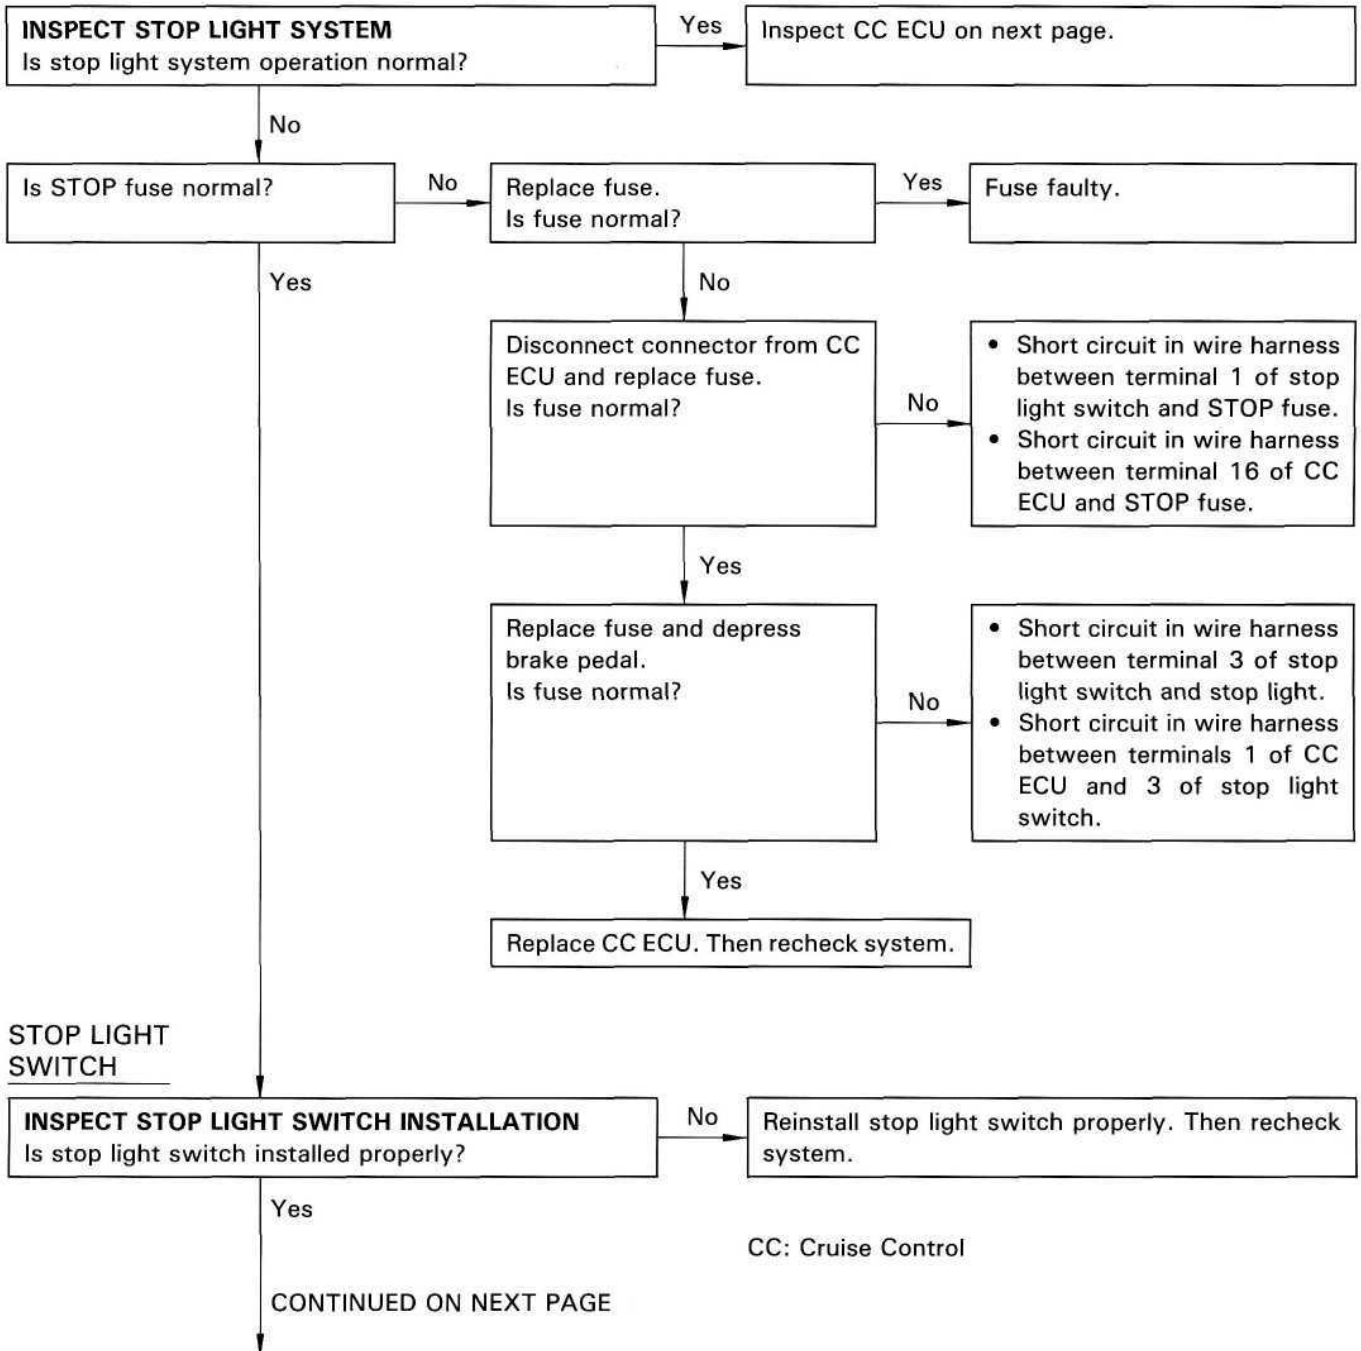 INSPECT STOP LIGHT SYSTEM
Is stop light system operation normal?
Yes
Inspect CC ECU on next page.
No
Is STOP fuse normal?
No
Replace fuse.
Is fuse normal?
Yes
Fuse faulty.
Yes
No
Disconnect connector from CC
ECU and replace fuse.
Is fuse normal?
No
• Short circuit in wire harness
between terminal 1 of stop
light switch and STOP fuse.
• Short circuit in wire harness
between terminal 16 of CC
ECU and STOP fuse.
Yes
Replace fuse and depress
brake pedal.
Is fuse normal?
No
• Short circuit in wire harness
between terminal 3 of stop
light switch and stop light.
• Short circuit in wire harness
between terminals 1 of CC
ECU and 3 of stop light
switch.
Yes
Replace CC ECU. Then recheck system.
STOP LIGHT
SWITCH
INSPECT STOP LIGHT SWITCH INSTALLATION
Is stop light switch installed properly?
No
Reinstall stop light switch properly. Then recheck
system.
Yes
CC: Cruise Control
CONTINUED ON NEXT PAGE